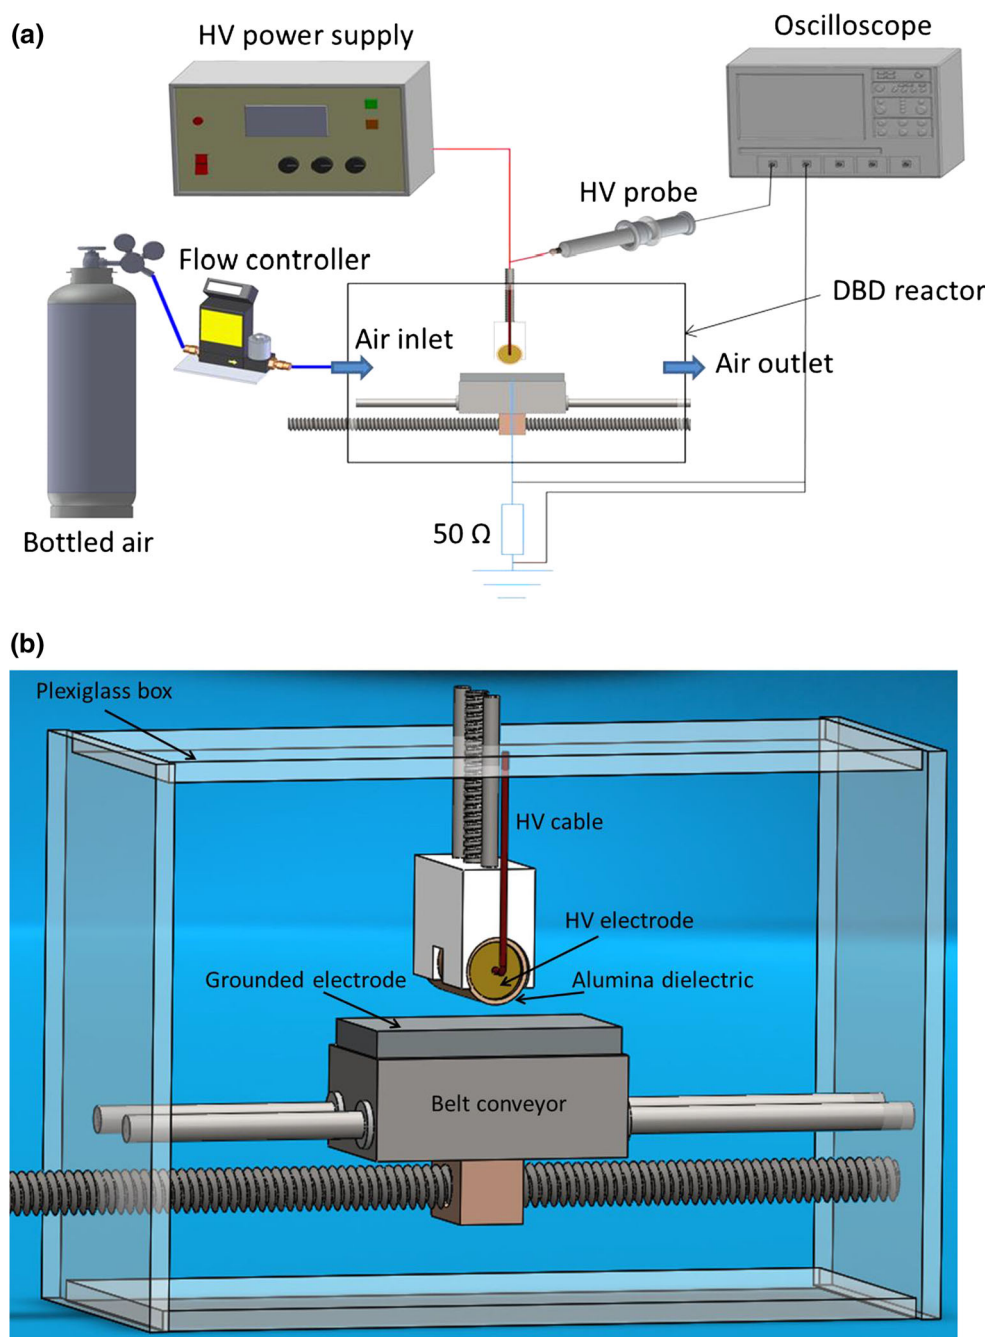 (a)
HV power supply
Oscilloscope
HV probe
Flow controller
DBD reactor
Air inlet
Air outlet
50 Ω
Bottled air
(b)
Plexiglass box
HV cable
HV electrode
Grounded electrode
Alumina dielectric
Belt conveyor